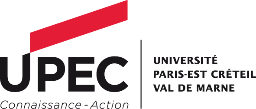 UPEC
Connaissance - Action
UNIVERSITÉ
PARIS-EST CRÉTEIL
VAL DE MARNE